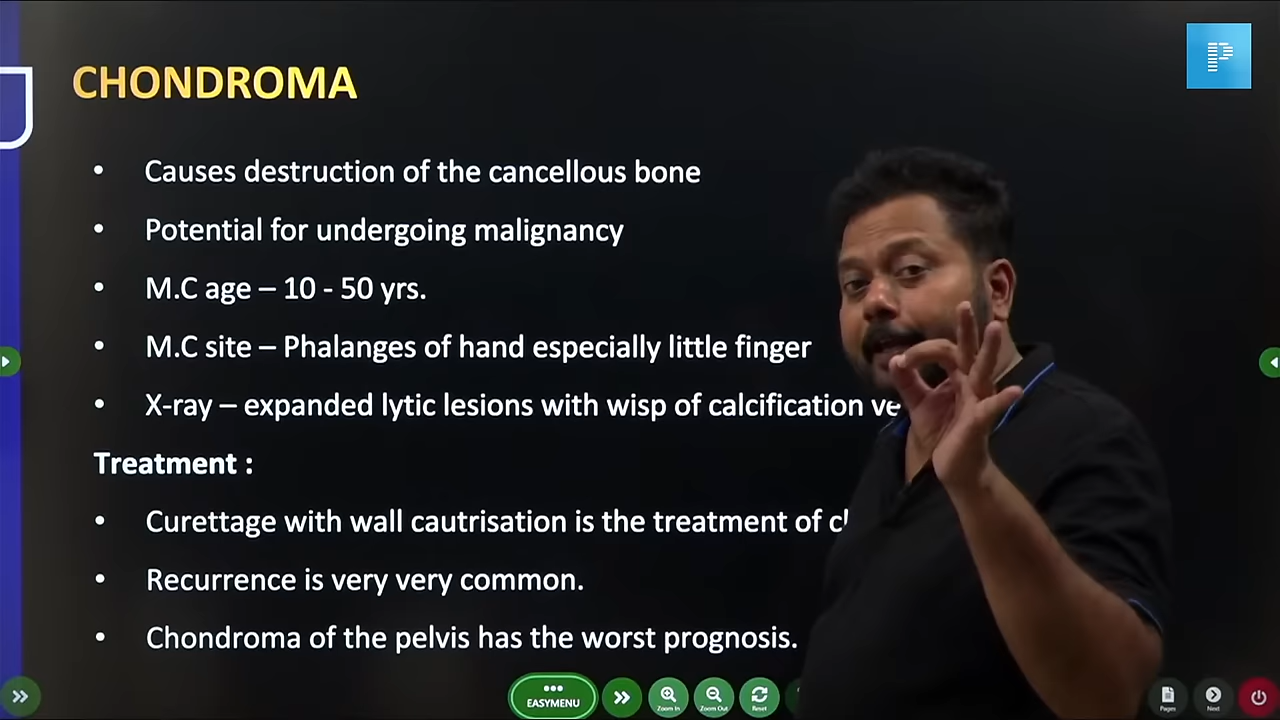 CHONDROMA
• Causes destruction of the cancellous bone
• Potential for undergoing malignancy
• M.C age – 10 - 50 yrs.
• M.C site – Phalanges of hand especially little finger
• X-ray – expanded lytic lesions with wisp of calcification
Treatment :
• Curettage with wall cautrisation is the treatment of
• Recurrence is very very common.
• Chondroma of the pelvis has the worst prognosis.
EASYMENU
Zoom In
Zoom Out
Reset
Pages
Next
P